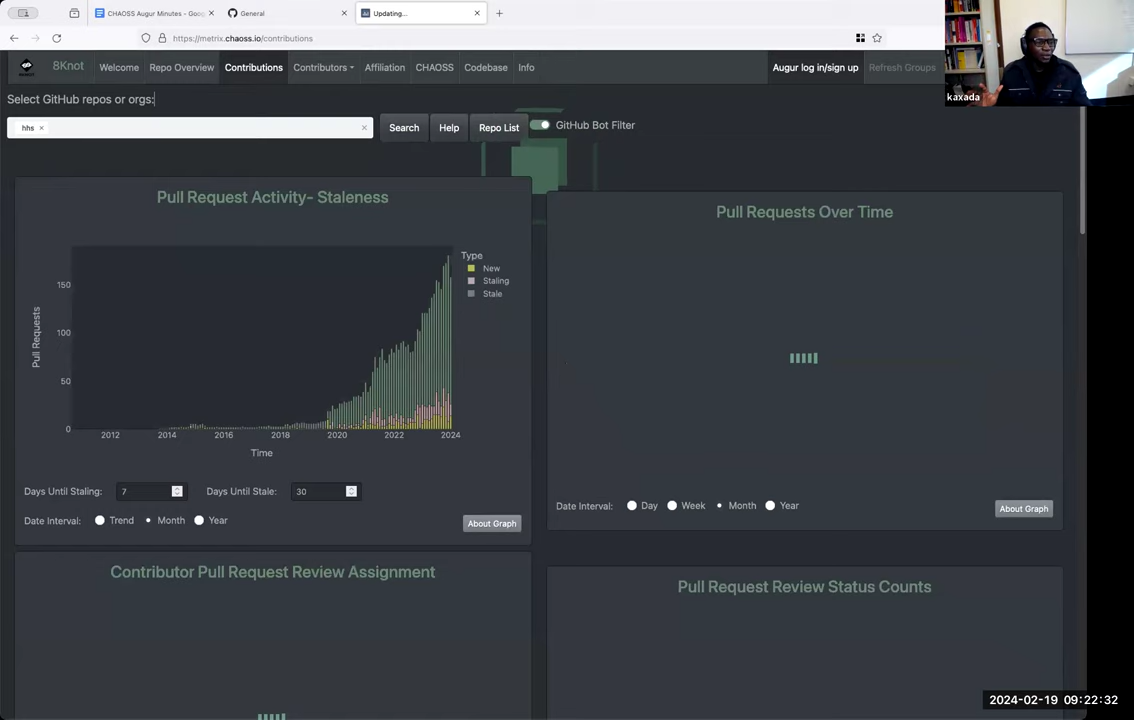 CHAOSS Augur Minutes - Goog
General
Updating...
https://metrix.chaoss.io/contributions
8Knot
Welcome
Repo Overview
Contributions
Contributors
Affiliation
CHAOSS
Codebase
Info
Augur log in/sign up
Refresh Groups
kaxada
Select GitHub repos or orgs:
hhs ×
Search
Help
Repo List
GitHub Bot Filter
Pull Request Activity- Staleness
Pull Requests
150
100
50
0
2012
2014
2016
2018
2020
2022
2024
Time
Type
New
Staling
Stale
Days Until Staling: 7
Days Until Stale: 30
Date Interval: Trend Month Year
About Graph
Pull Requests Over Time
Date Interval: Day Week Month Year
About Graph
Contributor Pull Request Review Assignment
Pull Request Review Status Counts
2024-02-19 09:22:32